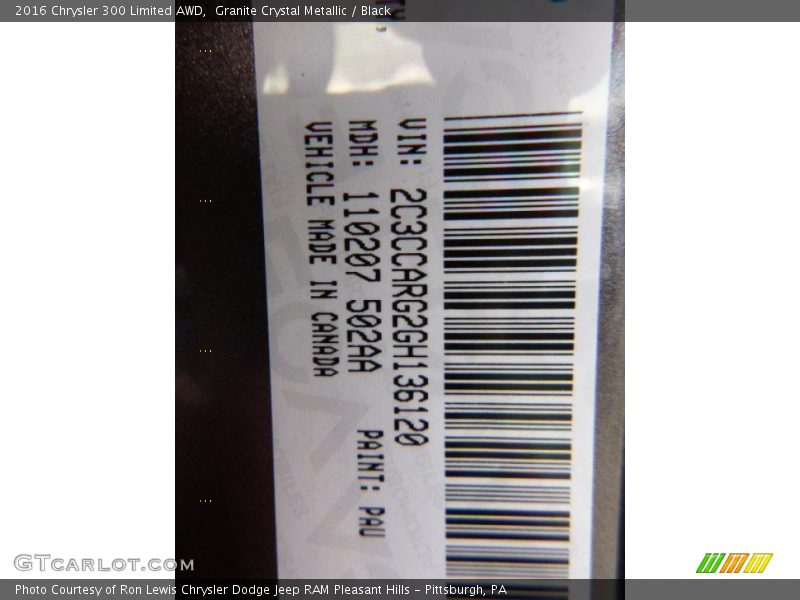 2016 Chrysler 300 Limited AWD,  Granite Crystal Metallic / Black
VIN: 2C3CCARG2GH136120
MDH: 110207 502AA PAINT: PAU
VEHICLE MADE IN CANADA
GTCARLOT.COM
Photo Courtesy of Ron Lewis Chrysler Dodge Jeep RAM Pleasant Hills - Pittsburgh, PA